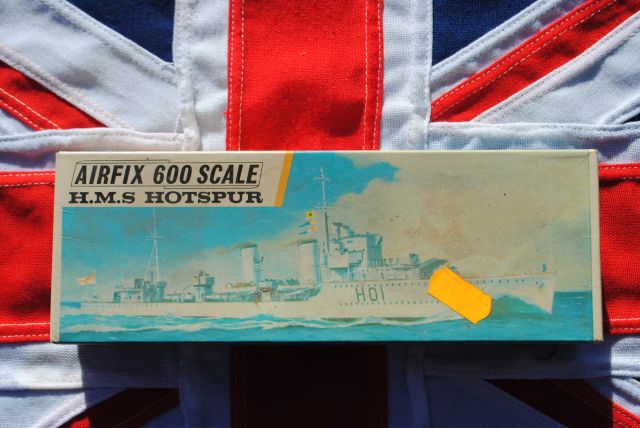 AIRFIX 600 SCALE
H.M.S HOTSPUR
H01